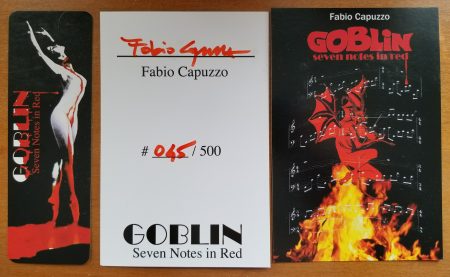 GOBLIN
Seven Notes in Red
Fabio Capuzzo
Fabio Capuzzo
# 045 / 500
GOBLIN
Seven Notes in Red
Fabio Capuzzo
GOBLIN
seven notes in red